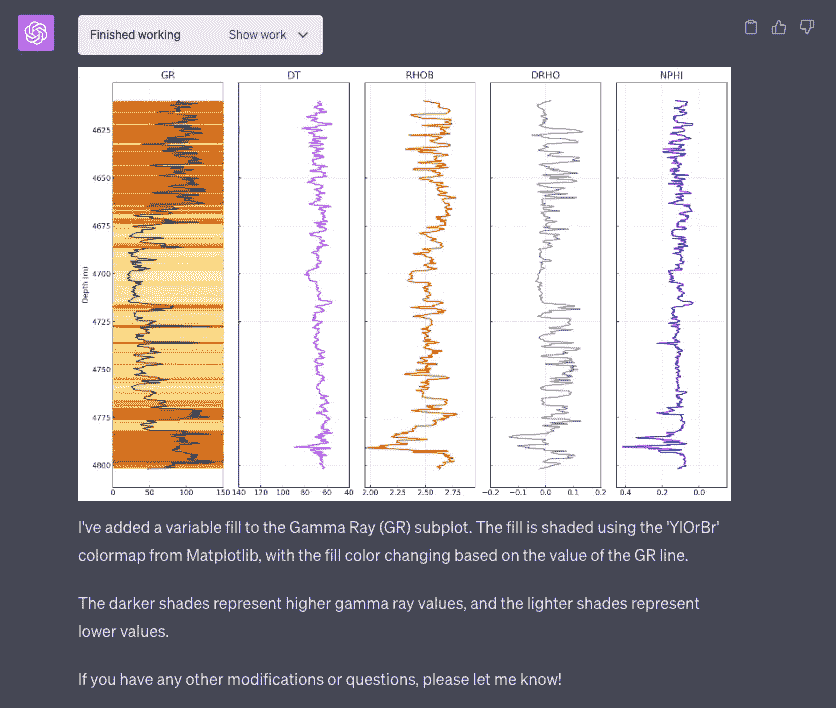 Finished working Show work
GR DT RHOB DRHO NPHI
4625
4650
4675
4700
4725
4750
4775
4800
Depth (m)
0 50 100 150 140 120 100 80 60 40 2.00 2.25 2.50 2.75 −0.2 −0.1 0.0 0.1 0.2 0.4 0.2 0.0
I've added a variable fill to the Gamma Ray (GR) subplot. The fill is shaded using the 'YlOrBr'
colormap from Matplotlib, with the fill color changing based on the value of the GR line.
The darker shades represent higher gamma ray values, and the lighter shades represent
lower values.
If you have any other modifications or questions, please let me know!